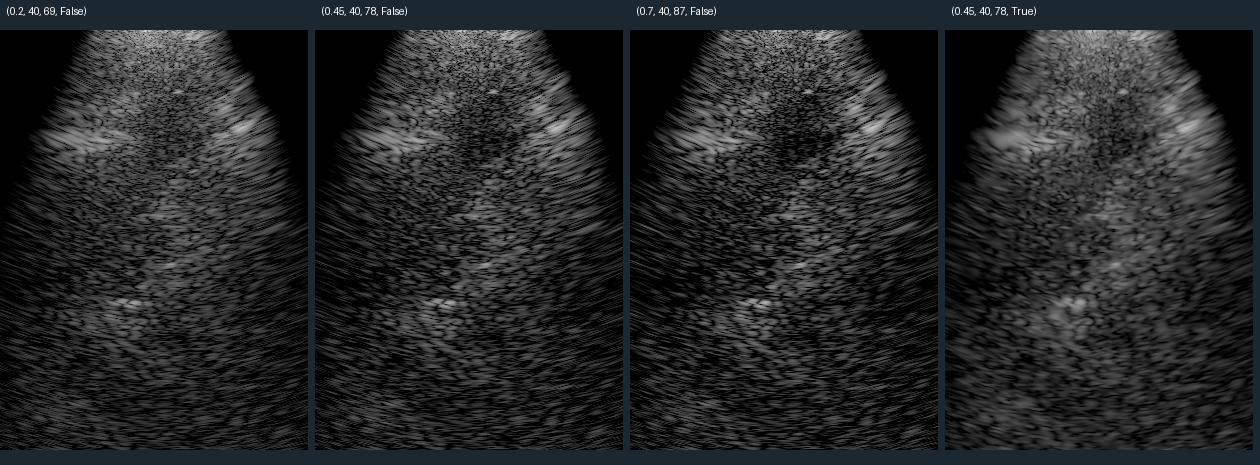 (0.2, 40, 69, False)
(0.45, 40, 78, False)
(0.7, 40, 87, False)
(0.45, 40, 78, True)